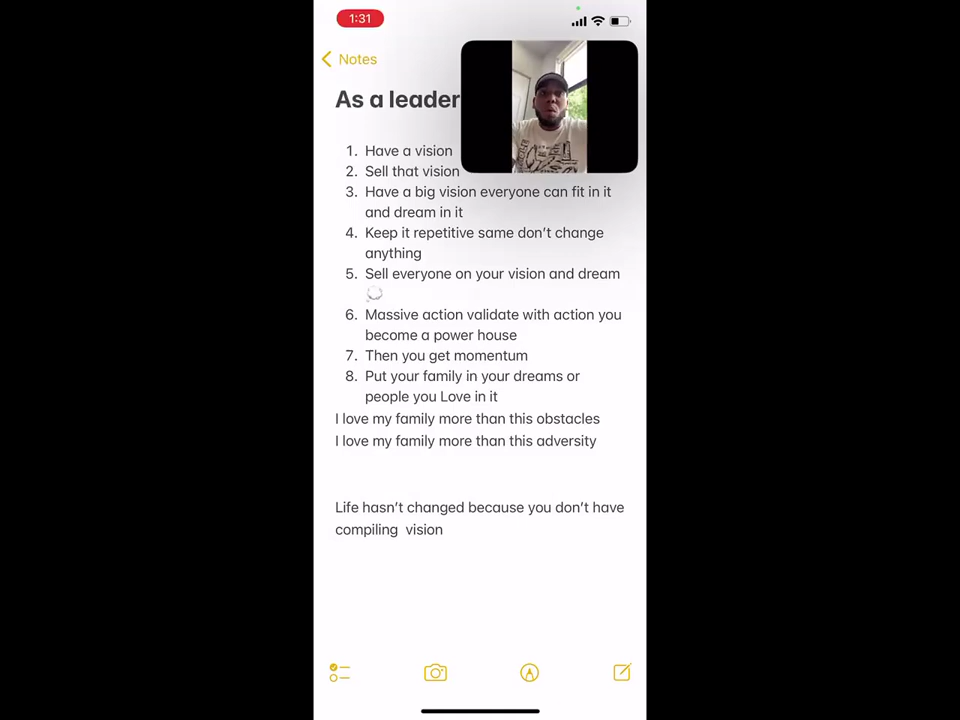 1:31
Notes
As a leader
1. Have a vision
2. Sell that vision
3. Have a big vision everyone can fit in it
and dream in it
4. Keep it repetitive same don't change
anything
5. Sell everyone on your vision and dream
6. Massive action validate with action you
become a power house
7. Then you get momentum
8. Put your family in your dreams or
people you Love in it
I love my family more than this obstacles
I love my family more than this adversity
Life hasn't changed because you don't have
compiling vision